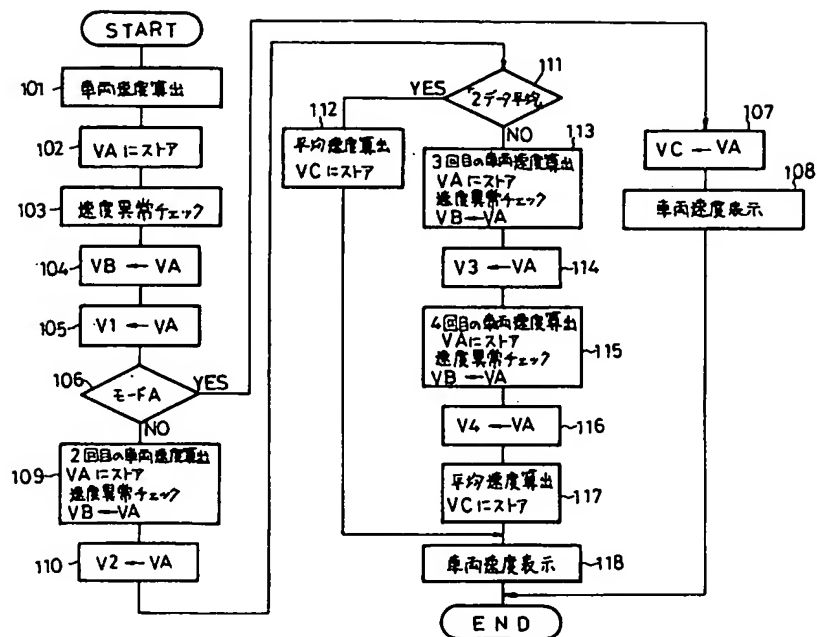 START
101
車両速度算出
102
VAにストア
103
速度異常チェック
104
VB ← VA
105
V1 ← VA
106
モードA
YES
NO
109
2回目の車両速度算出
VAにストア
速度異常チェック
VB ← VA
110
V2 ← VA
111
2データ平均
YES
NO
112
平均速度算出
VCにストア
113
3回目の車両速度算出
VAにストア
速度異常チェック
VB ← VA
V3 ← VA
114
4回目の車両速度算出
VAにストア
速度異常チェック
VB ← VA
115
V4 ← VA
116
平均速度算出
VCにストア
117
車両速度表示
118
107
VC ← VA
108
車両速度表示
END